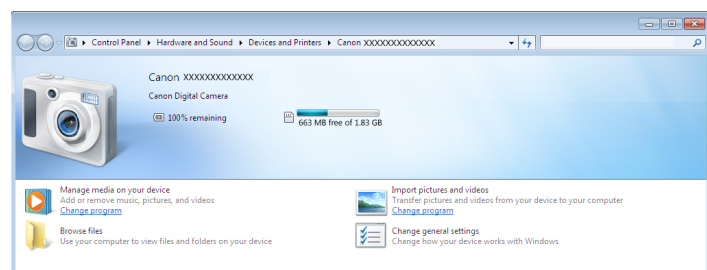 Control Panel ▸ Hardware and Sound ▸ Devices and Printers ▸ Canon XXXXXXXXXXXXX
Canon XXXXXXXXXXXXX
Canon Digital Camera
100% remaining
663 MB free of 1.83 GB
Manage media on your device
Add or remove music, pictures, and videos
Change program
Import pictures and videos
Transfer pictures and videos from your device to your computer
Change program
Browse files
Use your computer to view files and folders on your device
Change general settings
Change how your device works with Windows